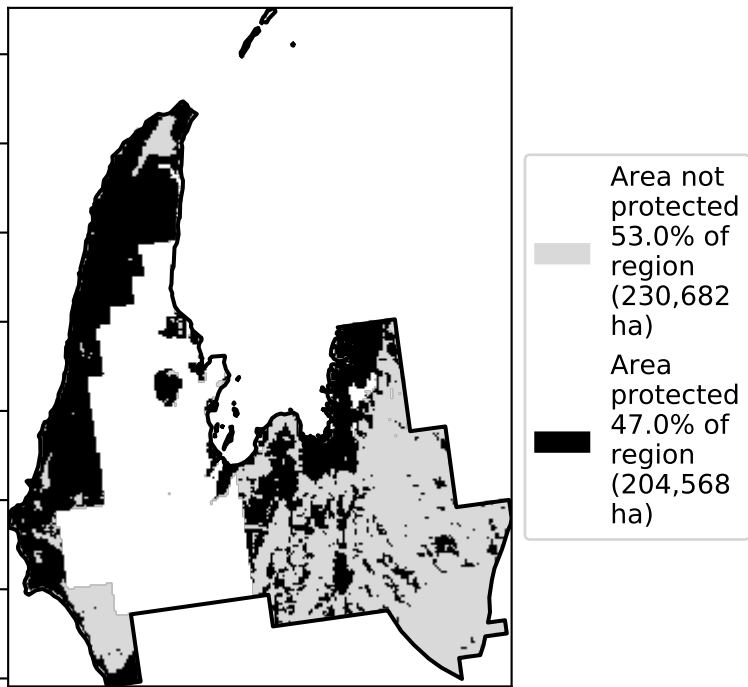 Area not
protected
53.0% of
region
(230,682
ha)
Area
protected
47.0% of
region
(204,568
ha)